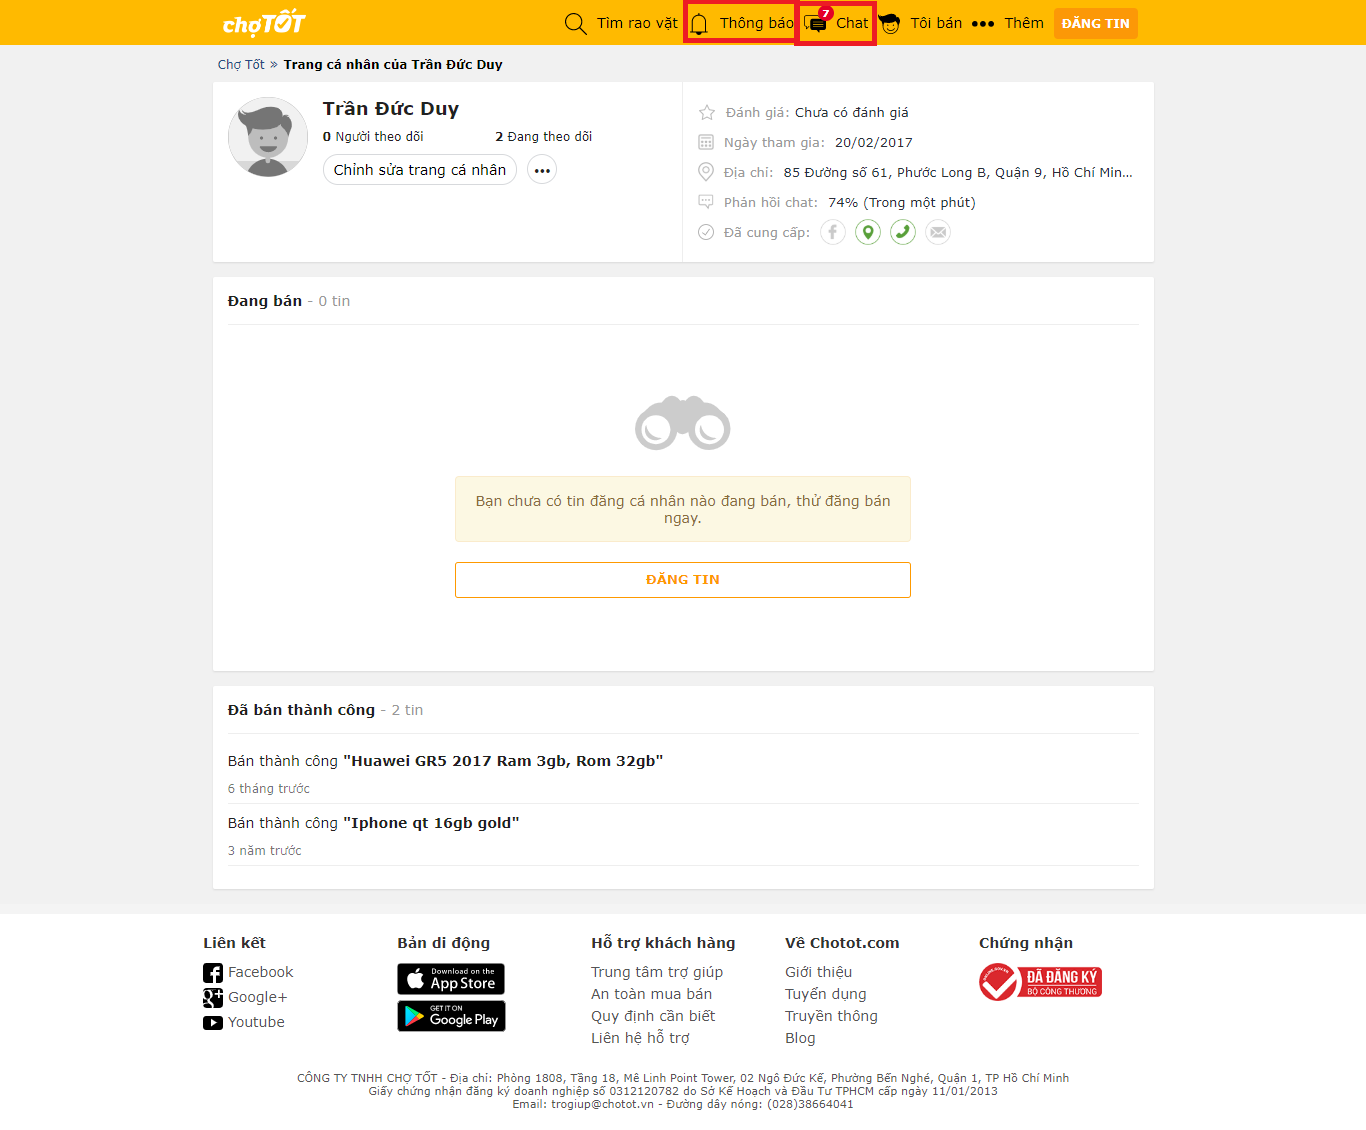 chợTỐT
Tìm rao vặt
Thông báo
7
Chat
Tôi bán
Thêm
ĐĂNG TIN
Chợ Tốt » Trang cá nhân của Trần Đức Duy
Trần Đức Duy
0 Người theo dõi
2 Đang theo dõi
Chỉnh sửa trang cá nhân
Đánh giá: Chưa có đánh giá
Ngày tham gia: 20/02/2017
Địa chỉ: 85 Đường số 61, Phước Long B, Quận 9, Hồ Chí Min...
Phản hồi chat: 74% (Trong một phút)
Đã cung cấp:
Đang bán - 0 tin
Bạn chưa có tin đăng cá nhân nào đang bán, thử đăng bán
ngay.
ĐĂNG TIN
Đã bán thành công - 2 tin
Bán thành công "Huawei GR5 2017 Ram 3gb, Rom 32gb"
6 tháng trước
Bán thành công "Iphone qt 16gb gold"
3 năm trước
Liên kết
Facebook
Google+
Youtube
Bản di động
Download on the
App Store
GET IT ON
Google Play
Hỗ trợ khách hàng
Trung tâm trợ giúp
An toàn mua bán
Quy định cần biết
Liên hệ hỗ trợ
Về Chotot.com
Giới thiệu
Tuyển dụng
Truyền thông
Blog
Chứng nhận
ONLINE.GOV.VN
ĐÃ ĐĂNG KÝ
BỘ CÔNG THƯƠNG
CÔNG TY TNHH CHỢ TỐT - Địa chỉ: Phòng 1808, Tầng 18, Mê Linh Point Tower, 02 Ngô Đức Kế, Phường Bến Nghé, Quận 1, TP Hồ Chí Minh
Giấy chứng nhận đăng ký doanh nghiệp số 0312120782 do Sở Kế Hoạch và Đầu Tư TPHCM cấp ngày 11/01/2013
Email: trogiup@chotot.vn - Đường dây nóng: (028)38664041